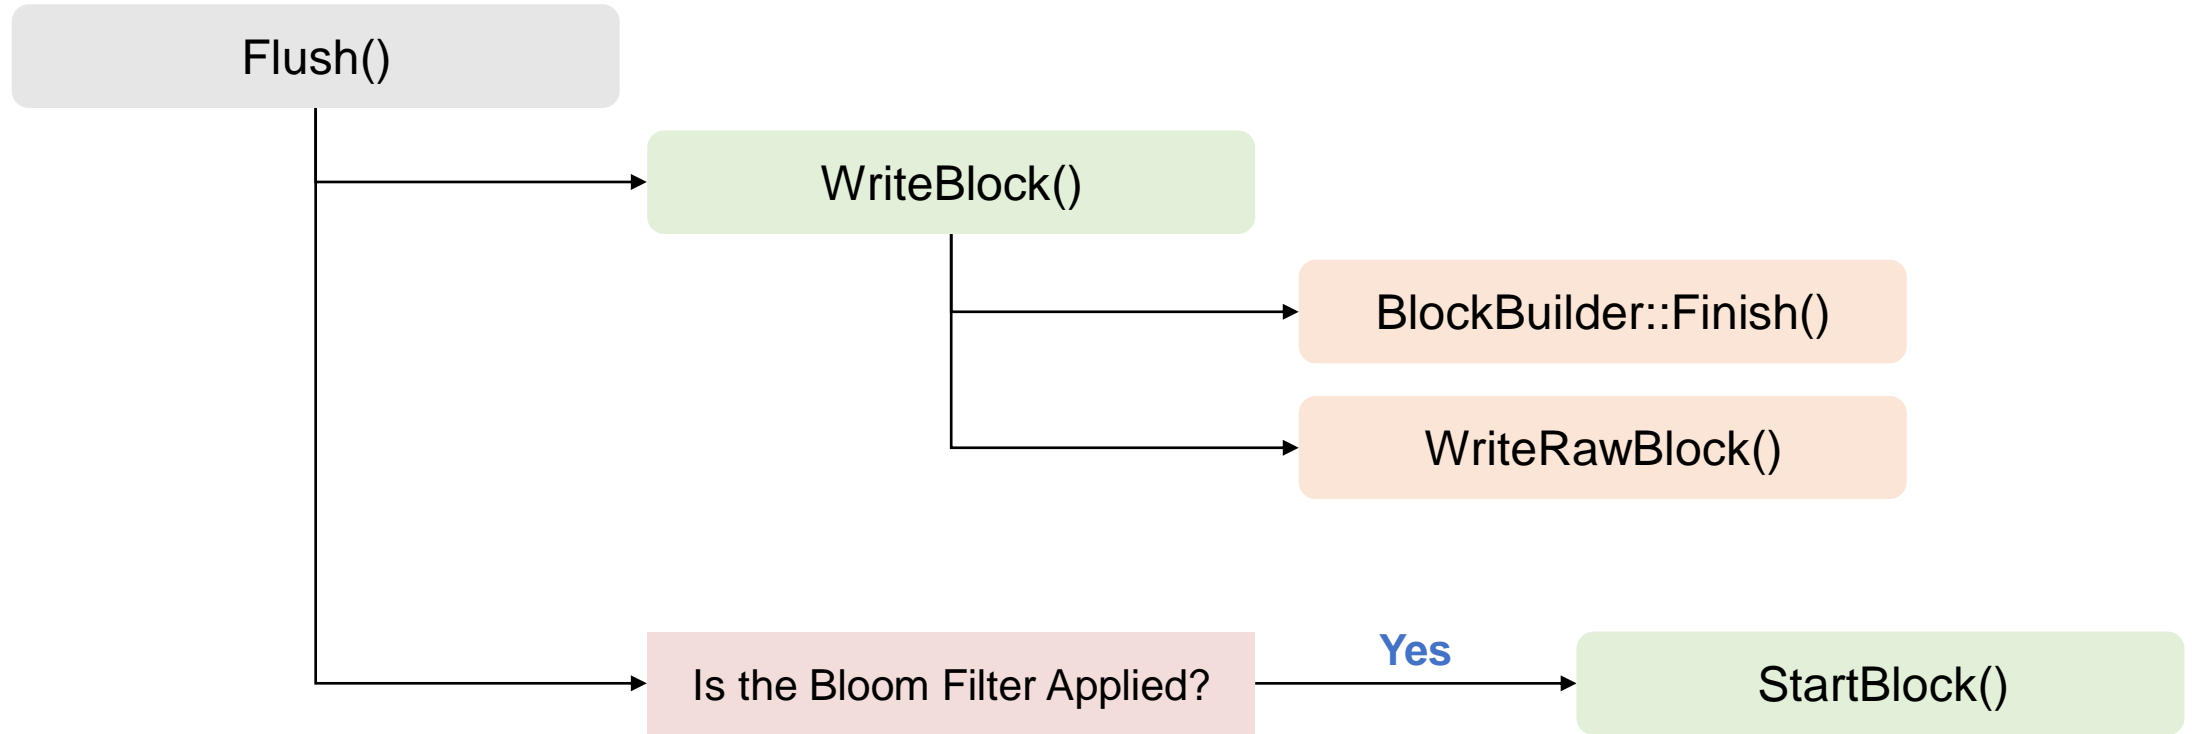 Flush()
WriteBlock()
BlockBuilder::Finish()
WriteRawBlock()
Is the Bloom Filter Applied?
Yes
StartBlock()